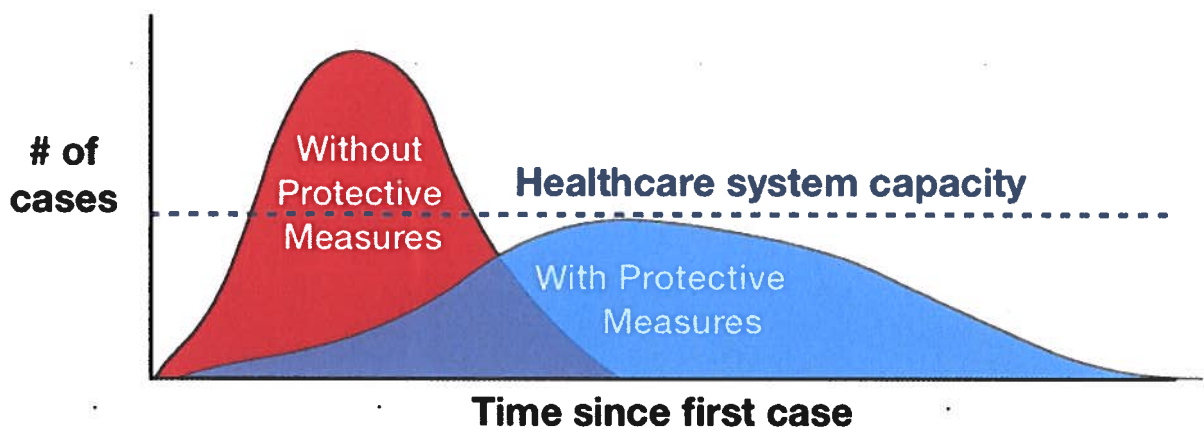 # of
cases
Without
Protective
Measures
Healthcare system capacity
With Protective
Measures
Time since first case